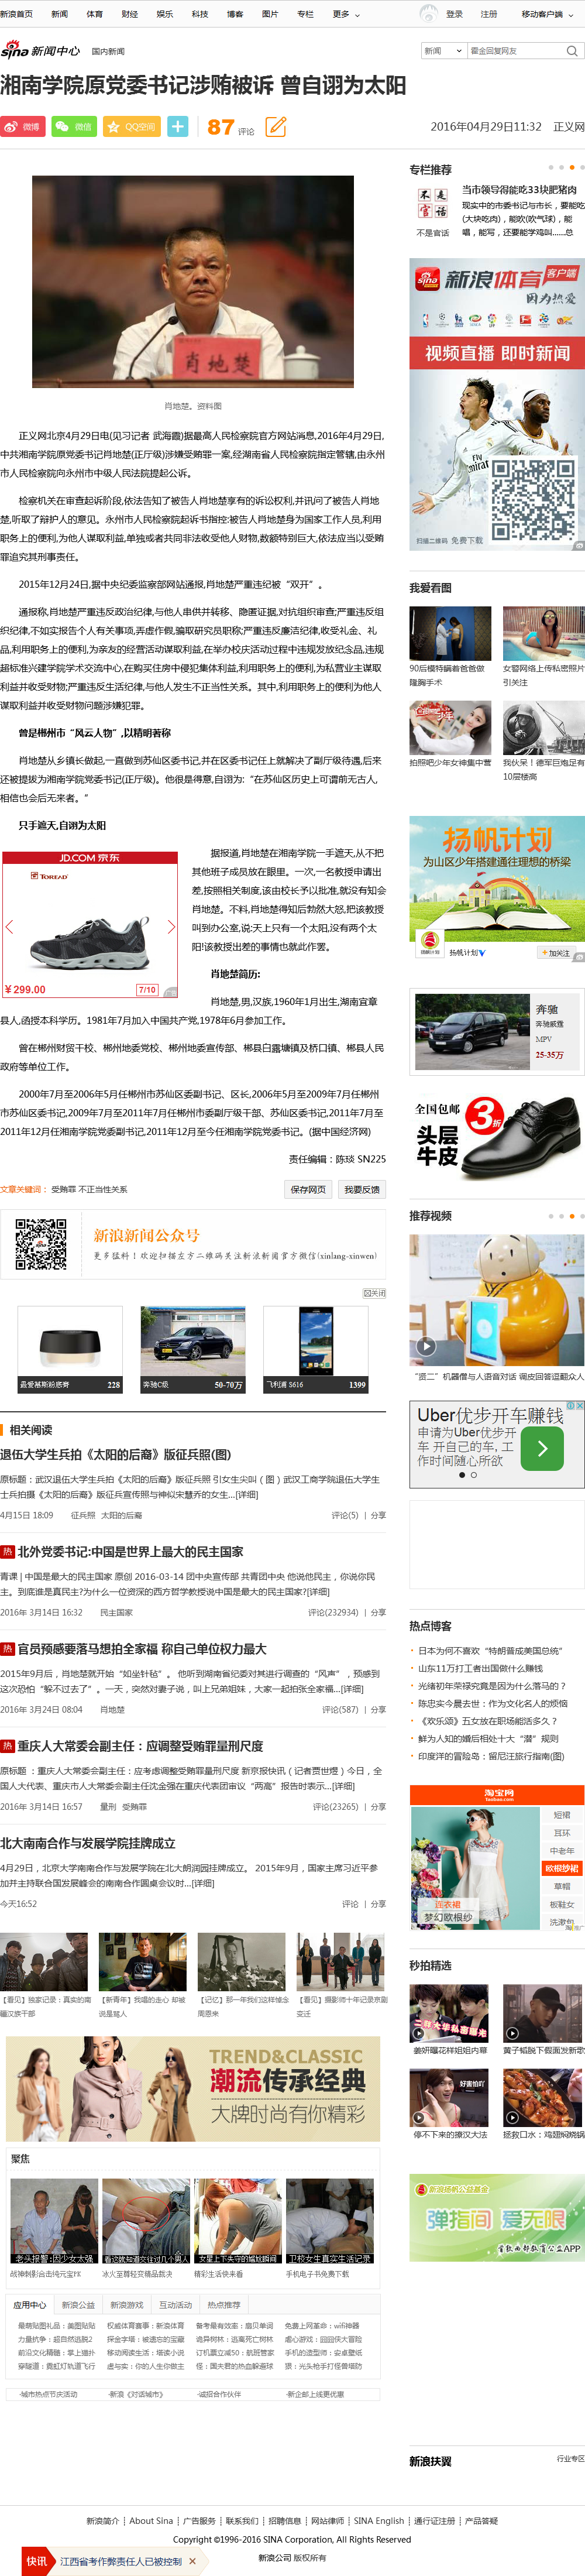 新浪首页 新闻 体育 财经 娱乐 科技 博客 图片 专栏 更多 登录 注册 移动客户端
sina 新闻中心 国内新闻 新闻 霍金回复网友
湘南学院原党委书记涉贿被诉 曾自诩为太阳
微博 微信 QQ空间 87 评论 2016年04月29日11:32 正义网
肖地楚
肖地楚。资料图
正义网北京4月29日电(见习记者 武海霞)据最高人民检察院官方网站消息,2016年4月29日,
中共湘南学院原党委书记肖地楚(正厅级)涉嫌受贿罪一案,经湖南省人民检察院指定管辖,由永州
市人民检察院向永州市中级人民法院提起公诉。
检察机关在审查起诉阶段,依法告知了被告人肖地楚享有的诉讼权利,并讯问了被告人肖地
楚,听取了辩护人的意见。永州市人民检察院起诉书指控:被告人肖地楚身为国家工作人员,利用
职务上的便利,为他人谋取利益,单独或者共同非法收受他人财物,数额特别巨大,依法应当以受贿
罪追究其刑事责任。
2015年12月24日,据中央纪委监察部网站通报,肖地楚严重违纪被“双开”。
通报称,肖地楚严重违反政治纪律,与他人串供并转移、隐匿证据,对抗组织审查;严重违反组
织纪律,不如实报告个人有关事项,弄虚作假,骗取研究员职称;严重违反廉洁纪律,收受礼金、礼
品,利用职务上的便利,为亲友的经营活动谋取利益,在举办校庆活动过程中违规发放纪念品,违规
超标准兴建学院学术交流中心,在购买住房中侵犯集体利益,利用职务上的便利,为私营业主谋取
利益并收受财物;严重违反生活纪律,与他人发生不正当性关系。其中,利用职务上的便利为他人
谋取利益并收受财物问题涉嫌犯罪。
曾是郴州市“风云人物”,以精明著称
肖地楚从乡镇长做起,一直做到苏仙区委书记,并在区委书记任上就解决了副厅级待遇,后来
还被提拔为湘南学院党委书记(正厅级)。他很是得意,自诩为:“在苏仙区历史上可谓前无古人,
相信也会后无来者。”
只手遮天,自诩为太阳
据报道,肖地楚在湘南学院一手遮天,从不把
其他班子成员放在眼里。一次,一名教授申请出
差,按照相关制度,该由校长予以批准,就没有知会
肖地楚。不料,肖地楚得知后勃然大怒,把该教授
叫到办公室,说:天上只有一个太阳,没有两个太
阳!该教授出差的事情也就此作罢。
JD.COM 京东
TOREAD
¥299.00 7/10
肖地楚简历:
肖地楚,男,汉族,1960年1月出生,湖南宜章
县人,函授本科学历。1981年7月加入中国共产党,1978年6月参加工作。
曾在郴州财贸干校、郴州地委党校、郴州地委宣传部、郴县白露塘镇及桥口镇、郴县人民
政府等单位工作。
2000年7月至2006年5月任郴州市苏仙区委副书记、区长,2006年5月至2009年7月任郴州
市苏仙区委书记,2009年7月至2011年7月任郴州市委副厅级干部、苏仙区委书记,2011年7月至
2011年12月任湘南学院党委副书记,2011年12月至今任湘南学院党委书记。(据中国经济网)
责任编辑：陈琰 SN225
文章关键词： 受贿罪 不正当性关系 保存网页 我要反馈
新浪新闻公众号
更多猛料！欢迎扫描左方二维码关注新浪新闻官方微信(xinlang-xinwen)
关闭
228
奔驰C级 50-70万
飞利浦 S616 1399
相关阅读
退伍大学生兵拍《太阳的后裔》版征兵照(图)
原标题：武汉退伍大学生兵拍《太阳的后裔》版征兵照 引女生尖叫（图）武汉工商学院退伍大学生
士兵拍摄《太阳的后裔》版征兵宣传照与神似宋慧乔的女生...[详细]
4月15日 18:09 征兵照 太阳的后裔 评论(5) | 分享
热 北外党委书记:中国是世界上最大的民主国家
青课 | 中国是最大的民主国家 原创 2016-03-14 团中央宣传部 共青团中央 他说他民主，你说你民
主。到底谁是真民主?为什么一位资深的西方哲学教授说中国是最大的民主国家?[详细]
2016年 3月14日 16:32 民主国家 评论(232934) | 分享
热 官员预感要落马想拍全家福 称自己单位权力最大
2015年9月后，肖地楚就开始“如坐针毡”。 他听到湖南省纪委对其进行调查的“风声”，预感到
这次恐怕“躲不过去了”。一天，突然对妻子说，叫上兄弟姐妹，大家一起拍张全家福...[详细]
2016年 3月24日 08:04 肖地楚 评论(587) | 分享
热 重庆人大常委会副主任：应调整受贿罪量刑尺度
原标题 ：重庆人大常委会副主任：应考虑调整受贿罪量刑尺度 新京报快讯（记者贾世煜）今日，全
国人大代表、重庆市人大常委会副主任沈金强在重庆代表团审议“两高”报告时表示...[详细]
2016年 3月14日 16:57 量刑 受贿罪 评论(23265) | 分享
北大南南合作与发展学院挂牌成立
4月29日，北京大学南南合作与发展学院在北大朗润园挂牌成立。 2015年9月，国家主席习近平参
加并主持联合国发展峰会的南南合作圆桌会议时...[详细]
今天16:52 评论 | 分享
【看见】独家记录：真实的南疆汉族干部
【新青年】我唱的走心 却被说是骂人
【记忆】那一年我们这样悼念周恩来
【看见】摄影师十年记录京剧变迁
TREND&CLASSIC
潮流传承经典
大牌时尚有你精彩
聚焦
老头报警:因少女太强
女星上下失守的尴尬瞬间
卫校女生真实生活记录
精彩生活快来看
手机电子书免费下载
应用中心 新浪公益 新浪游戏 互动活动 热点推荐
·城市热点节庆活动 ·新浪《对话城市》 ·诚招合作伙伴 ·新企邮上线更优惠
专栏推荐
不是官话
不是官话
当市领导得能吃33块肥猪肉
现实中的市委书记与市长，要能吃
(大块吃肉)，能吹(吹气球)，能
唱，能写，还要能学鸡叫......总
sina 新浪体育 客户端
因为热爱
视频直播 即时新闻
扫描二维码 免费下载
我爱看图
90后模特瞒着爸爸做隆胸手术
女警网络上传私密照片引关注
拍照吧少年女神集中营
我伙呆！德军巨炮足有10层楼高
扬帆计划
为山区少年搭建通往理想的桥梁
扬帆计划 +加关注
奔驰
奔驰威霆
MPV
25-35万
全国包邮 3折
头层牛皮
推荐视频
“贤二”机器僧与人语音对话 调皮回答逗翻众人
Uber优步开车赚钱
申请为Uber优步开车 开自己的车, 工作时间随心所欲
热点博客
日本为何不喜欢“特朗普成美国总统”
山东11万打工者出国做什么赚钱
光绪初年荣禄究竟是因为什么落马的？
陈忠实今晨去世：作为文化名人的烦恼
《欢乐颂》五女放在职场能活多久？
鲜为人知的婚后相处十大“潜”规则
印度洋的冒险岛：留尼汪旅行指南(图)
淘宝网
Taobao.com
短裙
耳环
中老年
欧根纱裙
草帽
板鞋女
连衣裙
梦幻欧根纱
秒拍精选
姜妍曝花样姐姐内幕
黄子韬脱下假面发新歌
停不下来的撩汉大法
拯救口水：鸡翅焖烧锅
新浪扬帆公益基金
弹指间 爱无限
新浪扶翼 行业专区
新浪简介 | About Sina | 广告服务 | 联系我们 | 招聘信息 | 网站律师 | SINA English | 通行证注册 | 产品答疑
Copyright ©1996-2016 SINA Corporation, All Rights Reserved
新浪公司 版权所有
快讯 江西省考作弊责任人已被控制